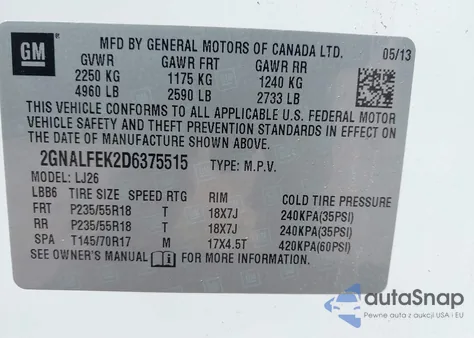 GM
MFD BY GENERAL MOTORS OF CANADA LTD.
05/13
GVWR GAWR FRT GAWR RR
2250 KG 1175 KG 1240 KG
4960 LB 2590 LB 2733 LB
THIS VEHICLE CONFORMS TO ALL APPLICABLE U.S. FEDERAL MOTOR
VEHICLE SAFETY AND THEFT PREVENTION STANDARDS IN EFFECT ON
THE DATE OF MANUFACTURE SHOWN ABOVE.
2GNALFEK2D6375515 TYPE: M.P.V.
MODEL: LJ26
LBB6 TIRE SIZE SPEED RTG RIM COLD TIRE PRESSURE
FRT P235/55R18 T 18X7J 240KPA(35PSI)
RR P235/55R18 T 18X7J 240KPA(35PSI)
SPA T145/70R17 M 17X4.5T 420KPA(60PSI)
SEE OWNER'S MANUAL FOR MORE INFORMATION.
autaSnap
Pewne auta z aukcji USA i EU